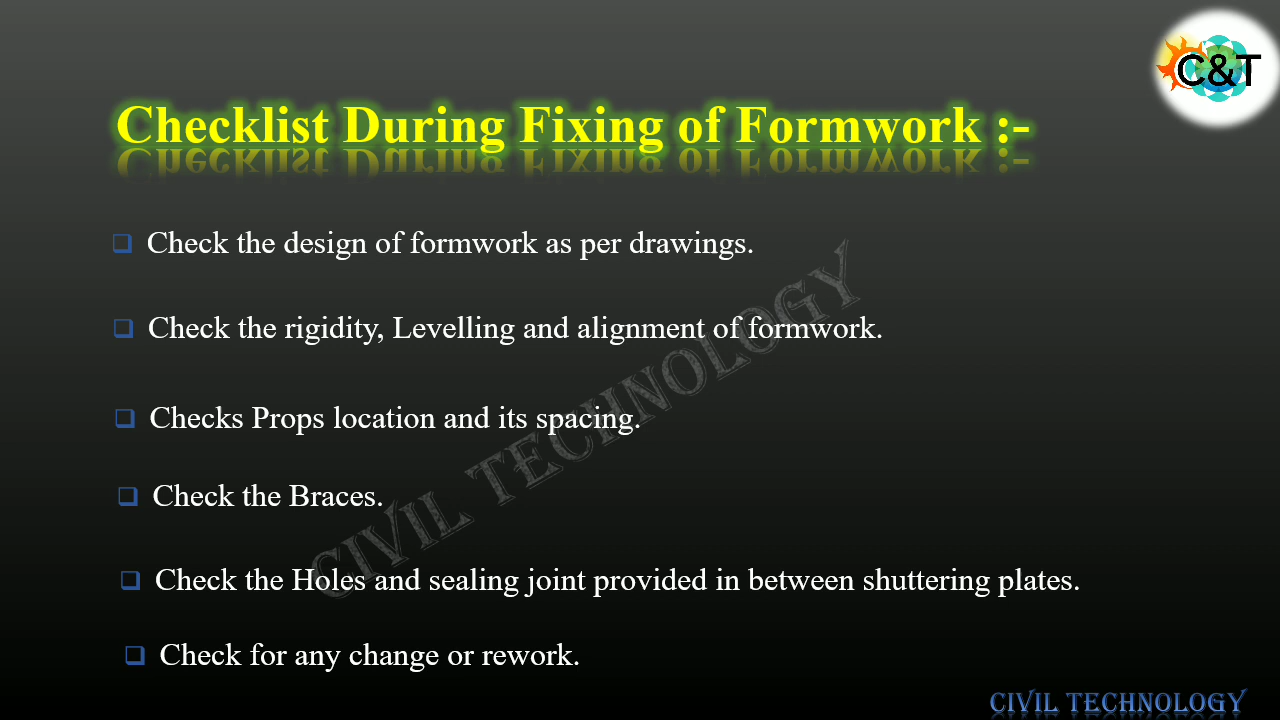 C&T
Checklist During Fixing of Formwork :-
Check the design of formwork as per drawings.
Check the rigidity, Levelling and alignment of formwork.
Checks Props location and its spacing.
Check the Braces.
Check the Holes and sealing joint provided in between shuttering plates.
Check for any change or rework.
CIVIL TECHNOLOGY
CIVIL TECHNOLOGY